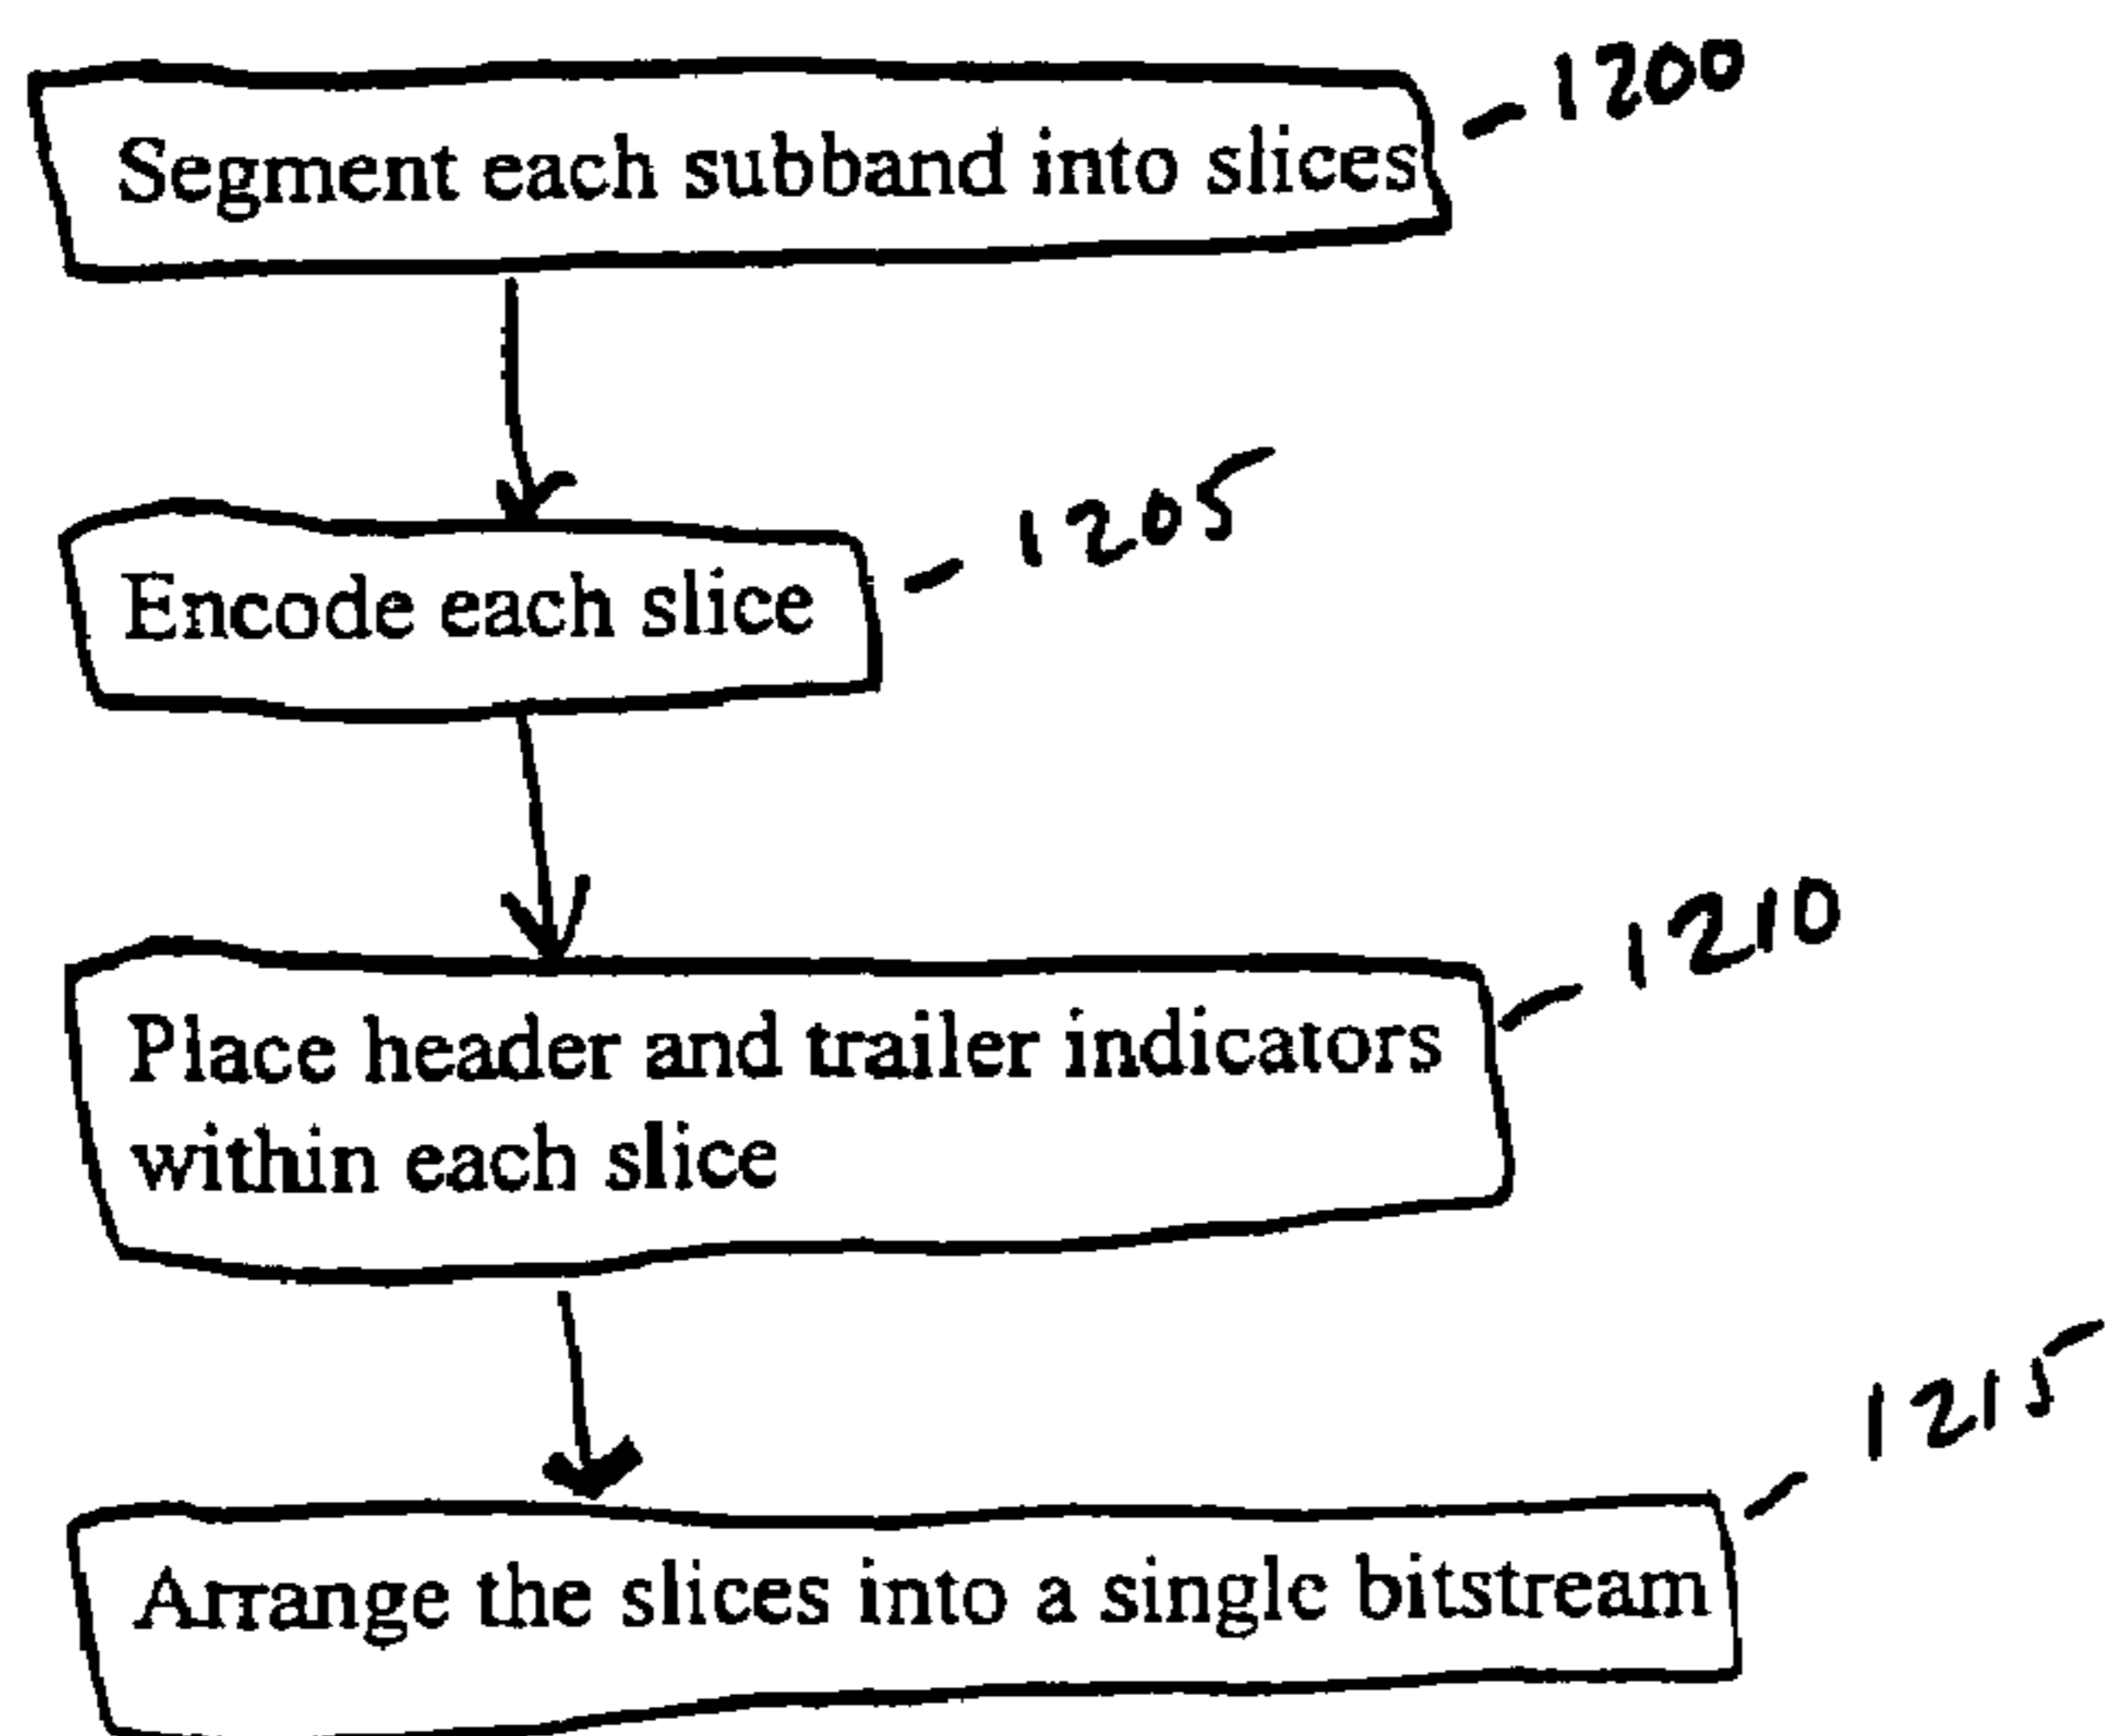 Segment each subband into slices
1200
Encode each slice
1205
Place header and trailer indicators
within each slice
1210
Arrange the slices into a single bitstream
1215